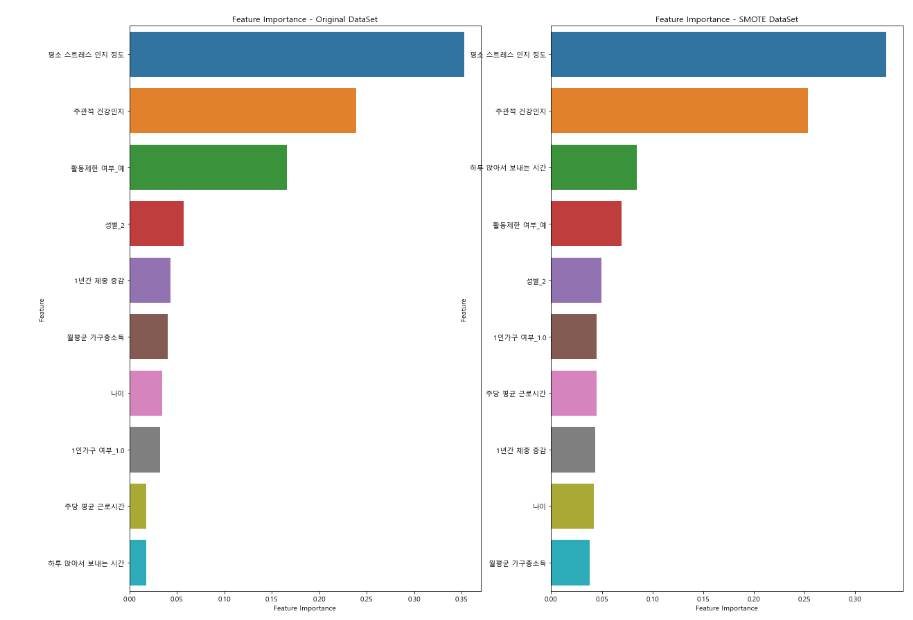 Feature Importance - Original DataSet
평소 스트레스 인지 정도
주관적 건강인지
활동제한 여부_예
성별_2
1년간 체중 증감
월평균 가구총소득
나이
1인가구 여부_1.0
주당 평균 근로시간
하루 앉아서 보내는 시간
Feature
0.00 0.05 0.10 0.15 0.20 0.25 0.30 0.35
Feature Importance
Feature Importance - SMOTE DataSet
평소 스트레스 인지 정도
주관적 건강인지
하루 앉아서 보내는 시간
활동제한 여부_예
성별_2
1인가구 여부_1.0
주당 평균 근로시간
1년간 체중 증감
나이
월평균 가구총소득
Feature
0.00 0.05 0.10 0.15 0.20 0.25 0.30
Feature Importance